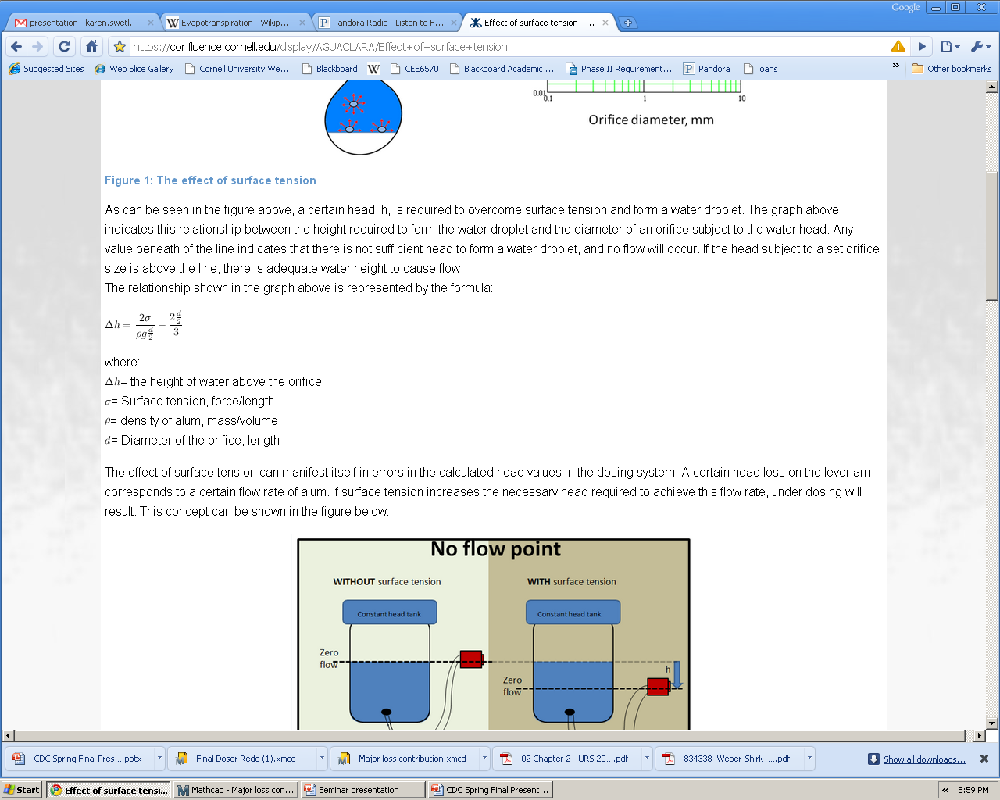 Google
presentation - karen.swetl...
Evapotranspiration - Wikip...
Pandora Radio - Listen to F...
Effect of surface tension - ...
https://confluence.cornell.edu/display/AGUACLARA/Effect+of+surface+tension
Suggested Sites
Web Slice Gallery
Cornell University We...
Blackboard
W
CEE6570
Blackboard Academic ...
Phase II Requirement...
Pandora
loans
»
Other bookmarks
0.01
0.1 1 10
Orifice diameter, mm
Figure 1: The effect of surface tension
As can be seen in the figure above, a certain head, h, is required to overcome surface tension and form a water droplet. The graph above
indicates this relationship between the height required to form the water droplet and the diameter of an orifice subject to the water head. Any
value beneath of the line indicates that there is not sufficient head to form a water droplet, and no flow will occur. If the head subject to a set orifice
size is above the line, there is adequate water height to cause flow.
The relationship shown in the graph above is represented by the formula:
Δh = 2σ/(ρg d/2) − (2 d/2)/3
where:
Δh= the height of water above the orifice
σ= Surface tension, force/length
ρ= density of alum, mass/volume
d= Diameter of the orifice, length
The effect of surface tension can manifest itself in errors in the calculated head values in the dosing system. A certain head loss on the lever arm
corresponds to a certain flow rate of alum. If surface tension increases the necessary head required to achieve this flow rate, under dosing will
result. This concept can be shown in the figure below:
No flow point
WITHOUT surface tension
WITH surface tension
Constant head tank
Constant head tank
Zero
flow
h
Zero
flow
CDC Spring Final Pres....pptx
Final Doser Redo (1).xmcd
Major loss contribution.xmcd
02 Chapter 2 - URS 20....pdf
834338_Weber-Shirk_....pdf
Show all downloads...
Start
Effect of surface tensi...
Mathcad - Major loss con...
Seminar presentation
CDC Spring Final Present...
«
8:59 PM